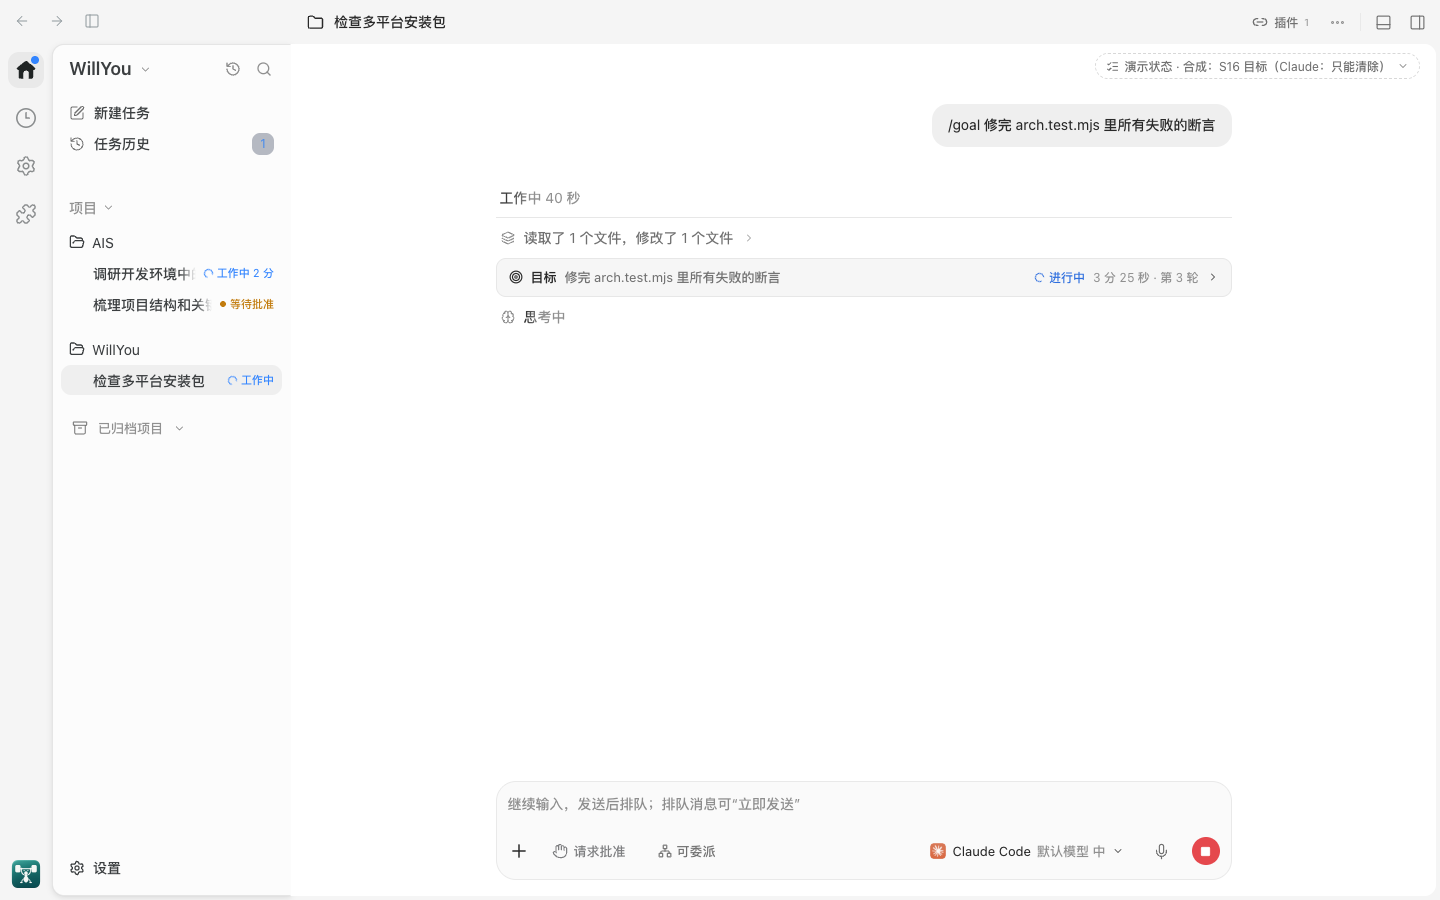 检查多平台安装包
插件 1
WillYou
新建任务
任务历史
1
项目
AIS
调研开发环境中 工作中 2 分
梳理项目结构和关 等待批准
WillYou
检查多平台安装包 工作中
已归档项目
设置
演示状态 · 合成：S16 目标（Claude：只能清除）
/goal 修完 arch.test.mjs 里所有失败的断言
工作中 40 秒
读取了 1 个文件，修改了 1 个文件
目标 修完 arch.test.mjs 里所有失败的断言 进行中 3 分 25 秒 · 第 3 轮
思考中
继续输入，发送后排队；排队消息可“立即发送”
请求批准 可委派 Claude Code 默认模型 中